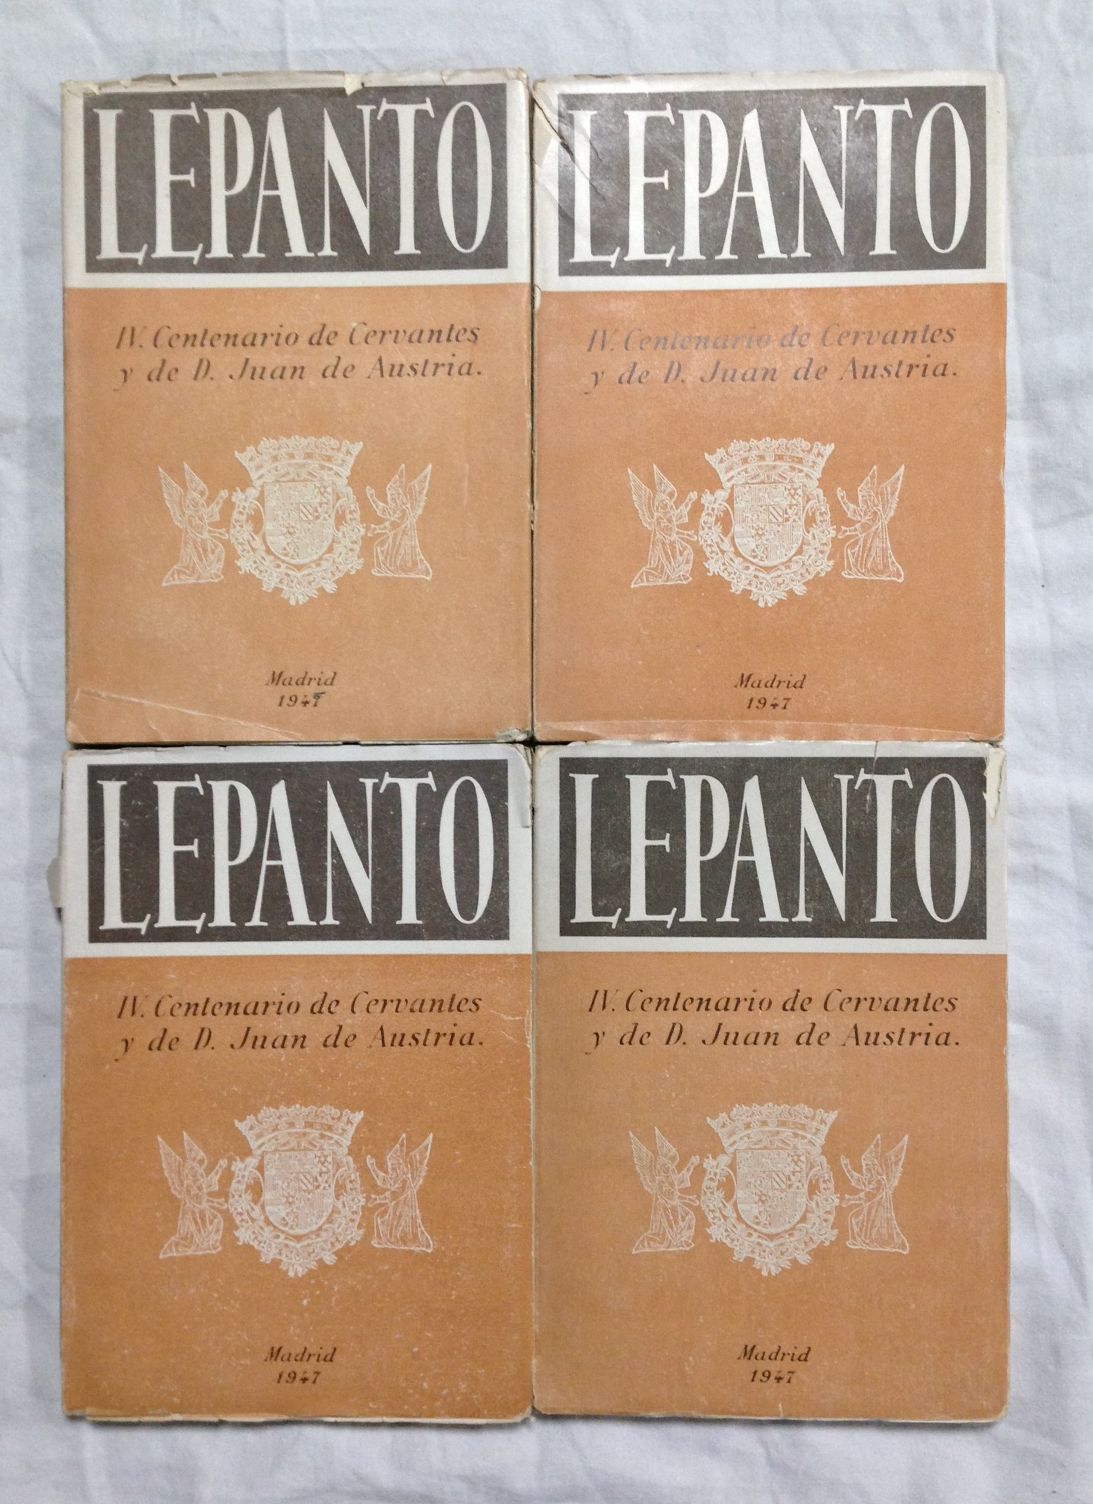 LEPANTO
IV. Centenario de Cervantes
y de D. Juan de Austria.
Madrid
1947
LEPANTO
IV. Centenario de Cervantes
y de D. Juan de Austria.
Madrid
1947
LEPANTO
IV. Centenario de Cervantes
y de D. Juan de Austria.
Madrid
1947
LEPANTO
IV. Centenario de Cervantes
y de D. Juan de Austria.
Madrid
1947